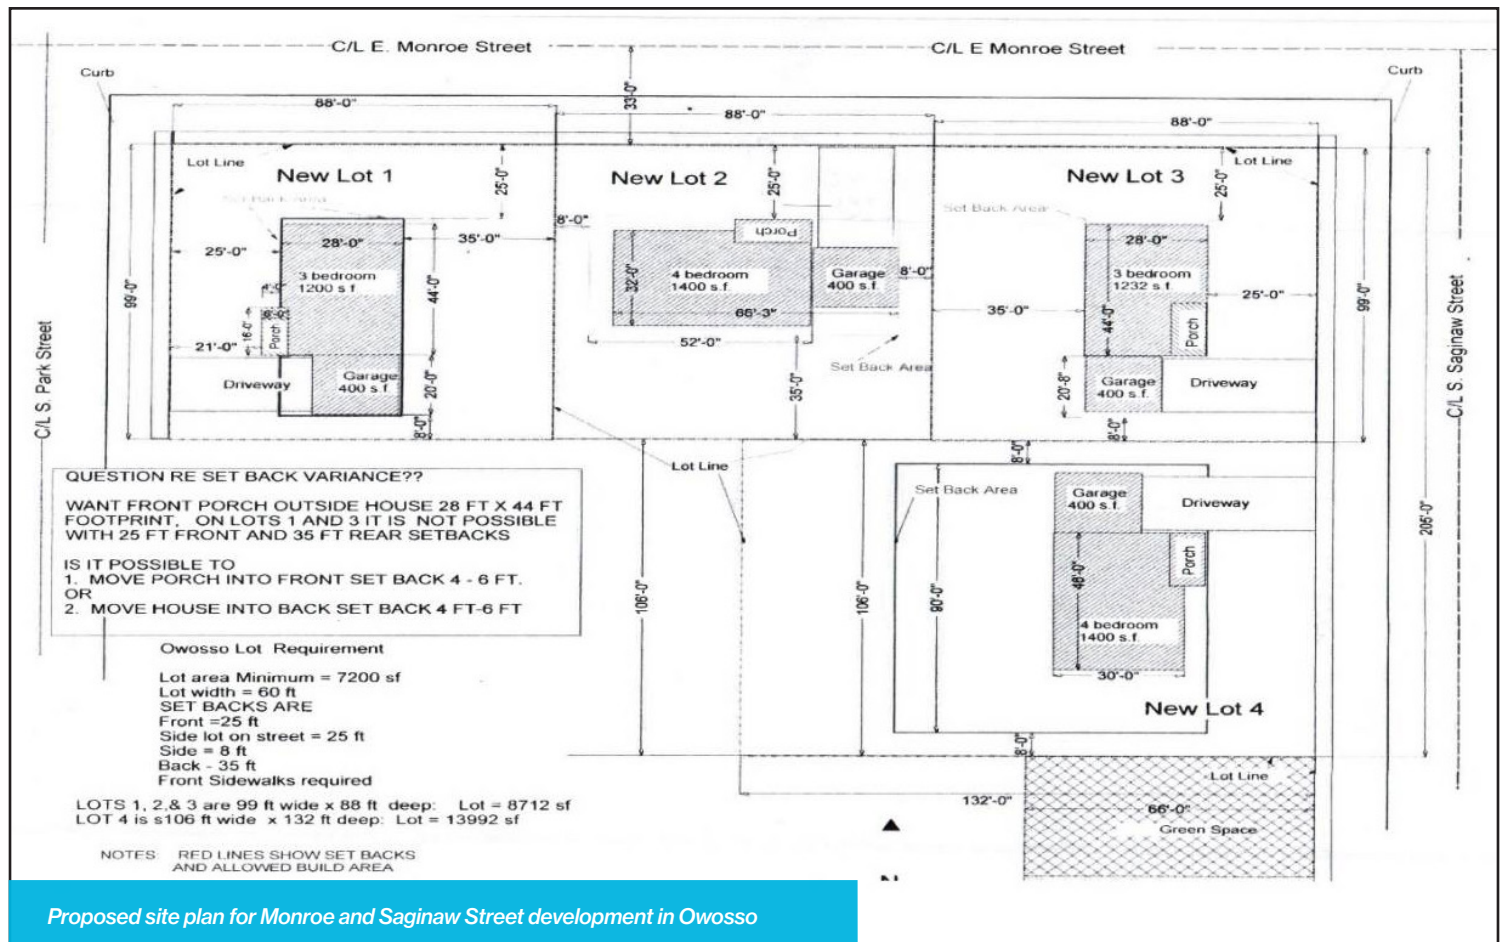 C/L E. Monroe Street
C/L E Monroe Street
Curb
Curb
33'-0"
88'-0"
88'-0"
88'-0"
Lot Line
New Lot 1
25'-0"
New Lot 2
25'-0"
New Lot 3
25'-0"
Lot Line
Set Back Area
Set Back Area
99'-0"
25'-0"
28'-0"
35'-0"
8'-0"
3 bedroom
1200 s.f.
44'-0"
16'-0"
Porch
21'-0"
Driveway
Garage
400 s.f.
20'-0"
8'-0"
Porch
32'-0"
4 bedroom
1400 s.f.
Garage
400 s.f.
8'-0"
65'-3"
52'-0"
35'-0"
Set Back Area
28'-0"
3 bedroom
1232 s.f.
25'-0"
35'-0"
44'-0"
Porch
20'-8"
Garage
400 s.f.
Driveway
8'-0"
99'-0"
205'-0"
C/L S. Park Street
C/L S. Saginaw Street
QUESTION RE SET BACK VARIANCE??
WANT FRONT PORCH OUTSIDE HOUSE 28 FT X 44 FT
FOOTPRINT, ON LOTS 1 AND 3 IT IS NOT POSSIBLE
WITH 25 FT FRONT AND 35 FT REAR SETBACKS
IS IT POSSIBLE TO
1. MOVE PORCH INTO FRONT SET BACK 4 - 6 FT.
OR
2. MOVE HOUSE INTO BACK SET BACK 4 FT-6 FT
Lot Line
106'-0"
106'-0"
8'-0"
Set Back Area
90'-0"
Garage
400 s.f.
Driveway
Porch
48'-0"
4 bedroom
1400 s.f.
30'-0"
New Lot 4
8'-0"
Lot Line
132'-0"
66'-0"
Green Space
Owosso Lot Requirement
Lot area Minimum = 7200 sf
Lot width = 60 ft
SET BACKS ARE
Front =25 ft
Side lot on street = 25 ft
Side = 8 ft
Back - 35 ft
Front Sidewalks required
LOTS 1, 2,& 3 are 99 ft wide x 88 ft deep: Lot = 8712 sf
LOT 4 is s106 ft wide x 132 ft deep: Lot = 13992 sf
NOTES RED LINES SHOW SET BACKS
AND ALLOWED BUILD AREA
Proposed site plan for Monroe and Saginaw Street development in Owosso